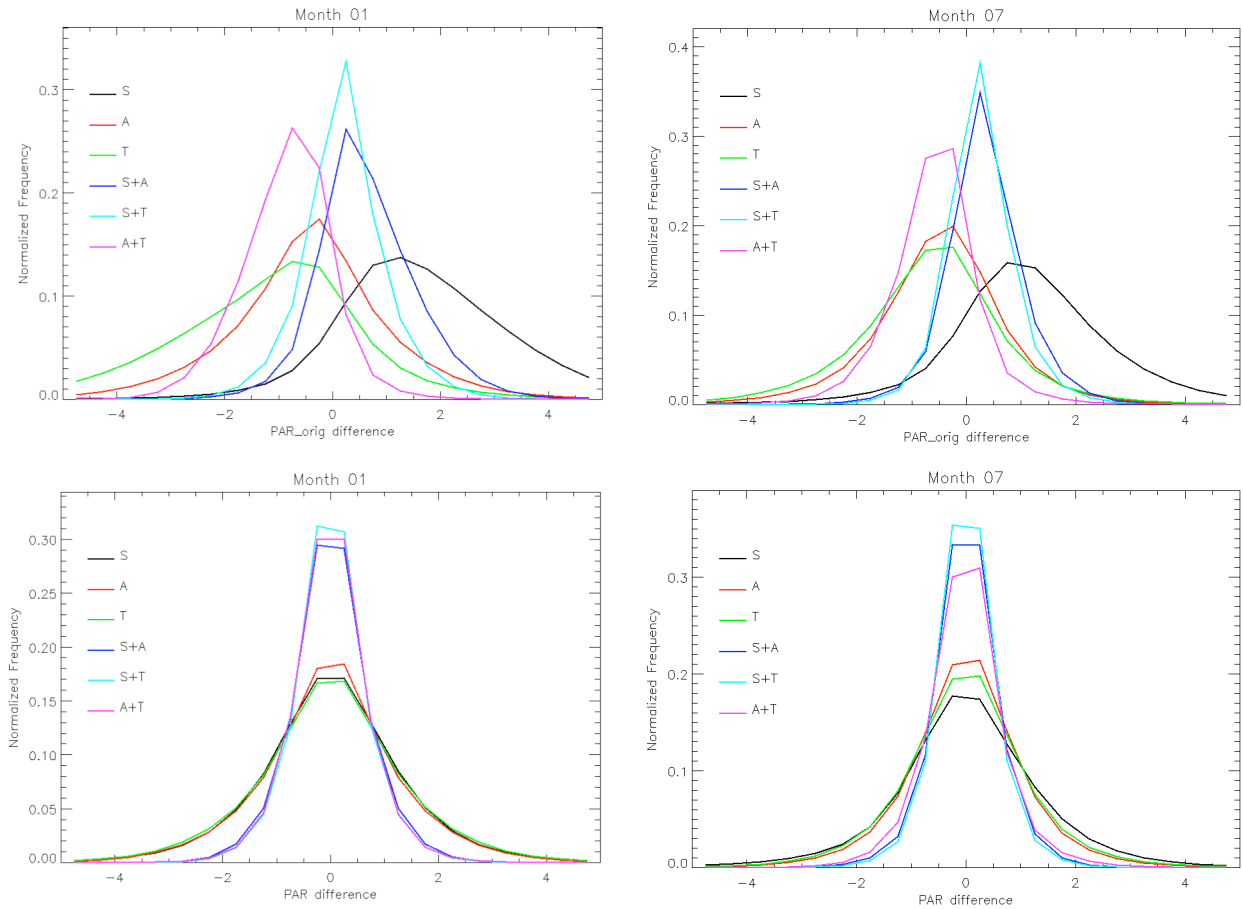 Month 01
Normalized Frequency
0.3
0.2
0.1
0.0
S
A
T
S+A
S+T
A+T
−4
−2
0
2
4
PAR_orig difference
Month 07
Normalized Frequency
0.4
0.3
0.2
0.1
0.0
S
A
T
S+A
S+T
A+T
−4
−2
0
2
4
PAR_orig difference
Month 01
Normalized Frequency
0.30
0.25
0.20
0.15
0.10
0.05
0.00
S
A
T
S+A
S+T
A+T
−4
−2
0
2
4
PAR difference
Month 07
Normalized Frequency
0.3
0.2
0.1
0.0
S
A
T
S+A
S+T
A+T
−4
−2
0
2
4
PAR difference